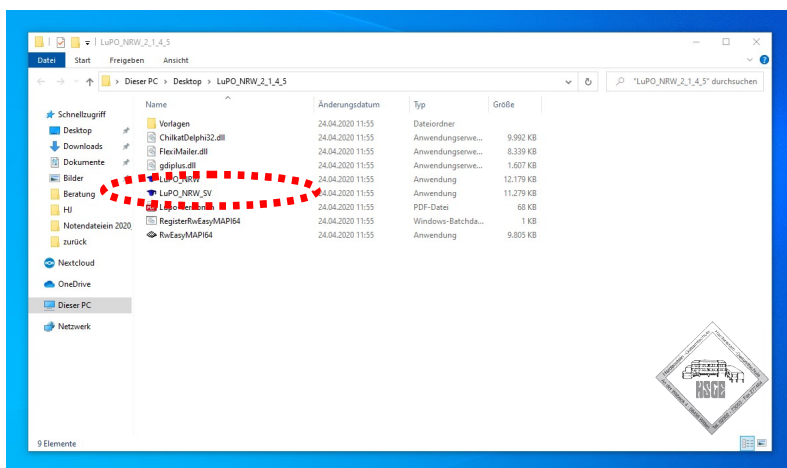 LuPO_NRW_2_1_4_5
Datei Start Freigeben Ansicht
Dieser PC > Desktop > LuPO_NRW_2_1_4_5
"LuPO_NRW_2_1_4_5" durchsuchen
Name Änderungsdatum Typ Größe
Schnellzugriff
Desktop
Downloads
Dokumente
Bilder
Beratung
HJ
Notendateiein 2020
zurück
Nextcloud
OneDrive
Dieser PC
Netzwerk
Vorlagen 24.04.2020 11:55 Dateiordner
ChilkatDelphi32.dll 24.04.2020 11:55 Anwendungserwe... 9.992 KB
FlexiMailer.dll 24.04.2020 11:55 Anwendungserwe... 8.339 KB
gdiplus.dll 24.04.2020 11:55 Anwendungserwe... 1.607 KB
LuPO_NRW 24.04.2020 11:55 Anwendung 12.179 KB
LuPO_NRW_SV 24.04.2020 11:55 Anwendung 11.279 KB
24.04.2020 11:55 PDF-Datei 68 KB
RegisterRwEasyMAPI64 24.04.2020 11:55 Windows-Batchda... 1 KB
RwEasyMAPI64 24.04.2020 11:55 Anwendung 9.805 KB
HSGE
9 Elemente